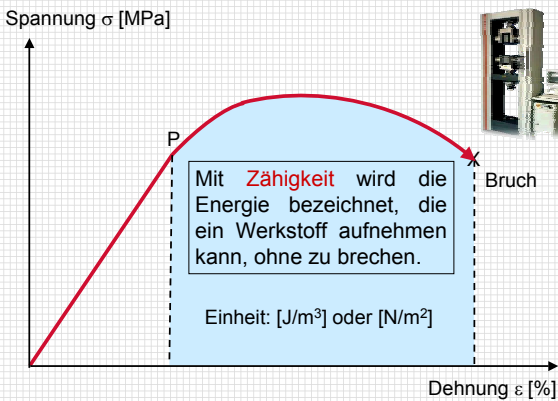 Spannung σ [MPa]
P
X
Bruch
Mit Zähigkeit wird die
Energie bezeichnet, die
ein Werkstoff aufnehmen
kann, ohne zu brechen.
Einheit: [J/m³] oder [N/m²]
Dehnung ε [%]